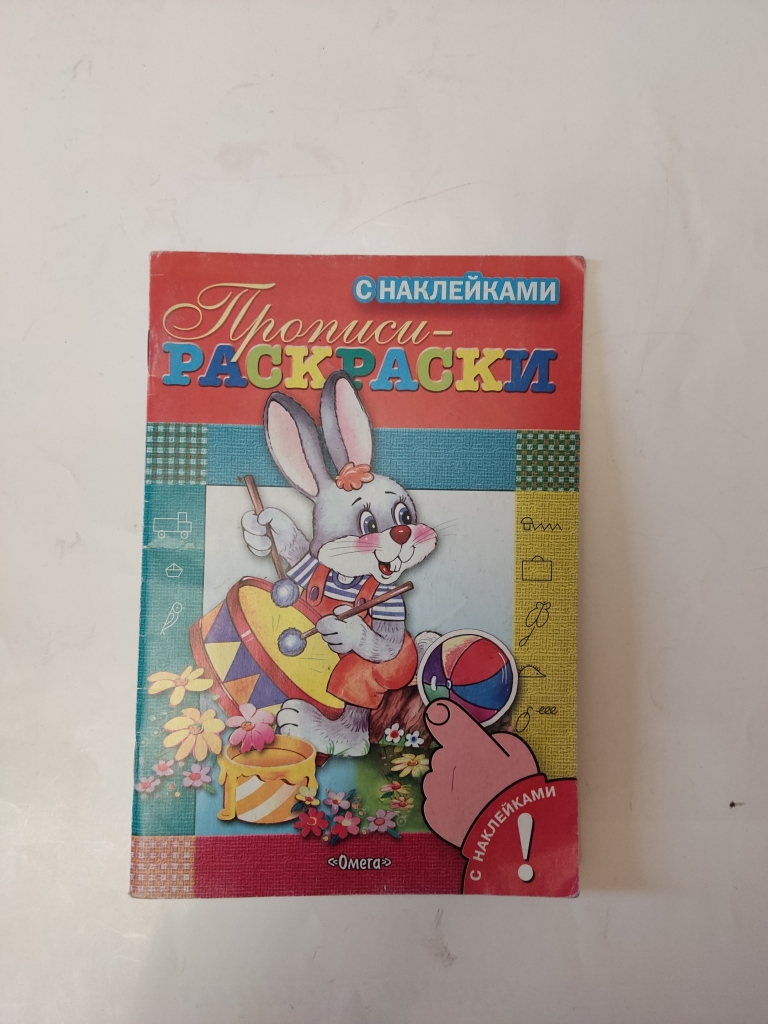 С НАКЛЕЙКАМИ
Прописи-
РАСКРАСКИ
С НАКЛЕЙКАМИ
!
«Омега»